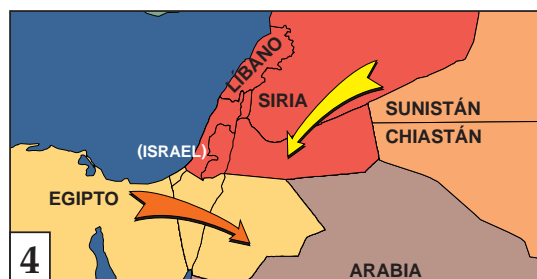 LÍBANO
SIRIA
SUNISTÁN
CHIASTÁN
(ISRAEL)
EGIPTO
4
ARABIA